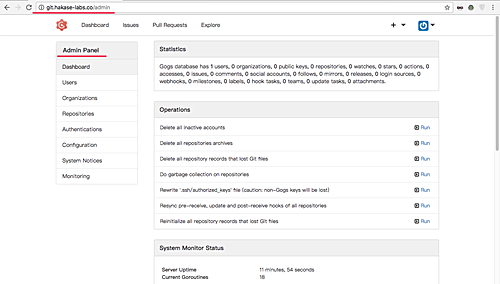 git.hakase-labs.co/admin
Dashboard Issues Pull Requests Explore
Admin Panel
Dashboard
Users
Organizations
Repositories
Authentications
Configuration
System Notices
Monitoring
Statistics
Gogs database has 1 users, 0 organizations, 0 public keys, 0 repositories, 0 watches, 0 stars, 0 actions, 0
accesses, 0 issues, 0 comments, 0 social accounts, 0 follows, 0 mirrors, 0 releases, 0 login sources, 0
webhooks, 0 milestones, 0 labels, 0 hook tasks, 0 teams, 0 update tasks, 0 attachments.
Operations
Delete all inactive accounts Run
Delete all repositories archives Run
Delete all repository records that lost Git files Run
Do garbage collection on repositories Run
Rewrite '.ssh/authorized_keys' file (caution: non-Gogs keys will be lost) Run
Resync pre-receive, update and post-receive hooks of all repositories Run
Reinitialize all repository records that lost Git files Run
System Monitor Status
Server Uptime 11 minutes, 54 seconds
Current Goroutines 18